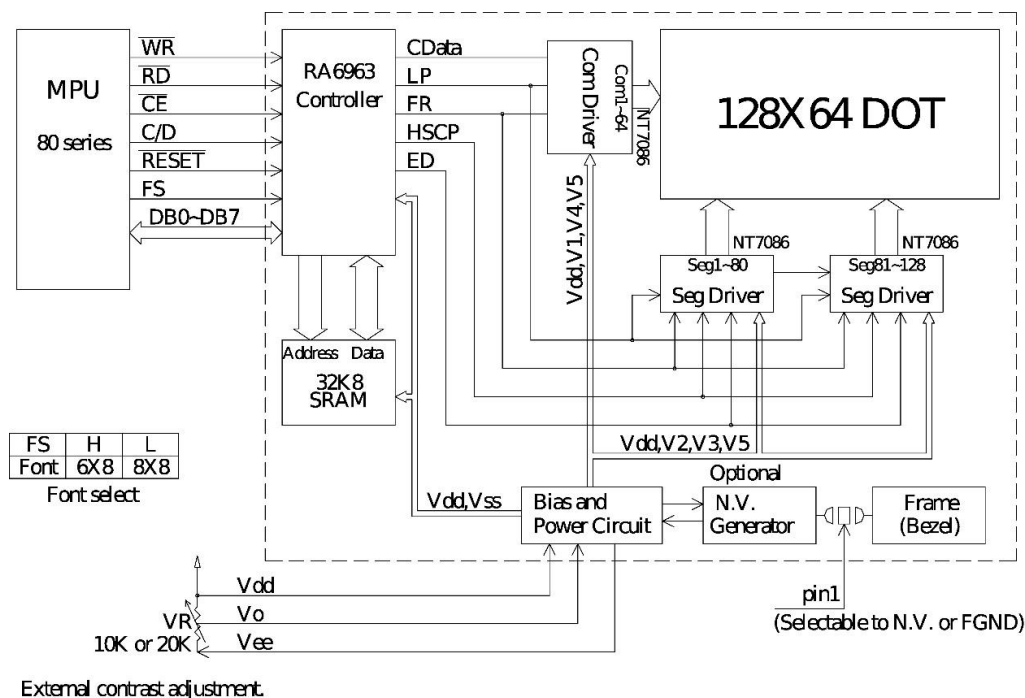 MPU
80 series
WR
RD
CE
C/D
RESET
FS
DB0~DB7
RA6963
Controller
CData
LP
FR
HSCP
ED
Com Driver
Com1~64
NT7086
128X64 DOT
Vdd,V1,V4,V5
NT7086
Seg1~80
Seg Driver
NT7086
Seg81~128
Seg Driver
Address Data
32K8
SRAM
FS H L
Font 6X8 8X8
Font select
Vdd,V2,V3,V5
Vdd,Vss
Bias and
Power Circuit
Optional
N.V.
Generator
Frame
(Bezel)
pin1
(Selectable to N.V. or FGND)
Vdd
Vo
Vee
VR
10K or 20K
External contrast adjustment.